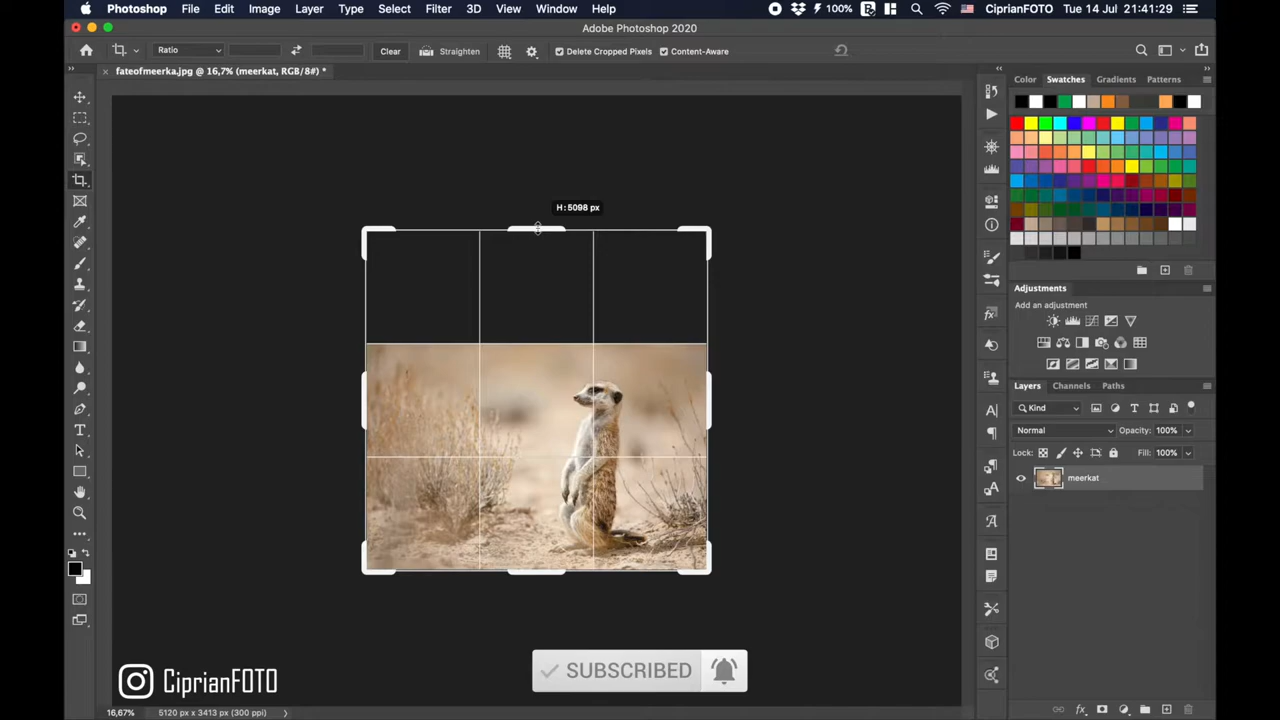 Photoshop File Edit Image Layer Type Select Filter 3D View Window Help 100% CiprianFOTO Tue 14 Jul 21:41:29
Adobe Photoshop 2020
Ratio Clear Straighten Delete Cropped Pixels Content-Aware
fateofmeerka.jpg @ 16,7% (meerkat, RGB/8#) *
Color Swatches Gradients Patterns
H: 5098 px
Adjustments
Add an adjustment
Layers Channels Paths
Kind
Normal Opacity: 100%
Lock: Fill: 100%
meerkat
SUBSCRIBED
CiprianFOTO
16,67% 5120 px x 3413 px (300 ppi)